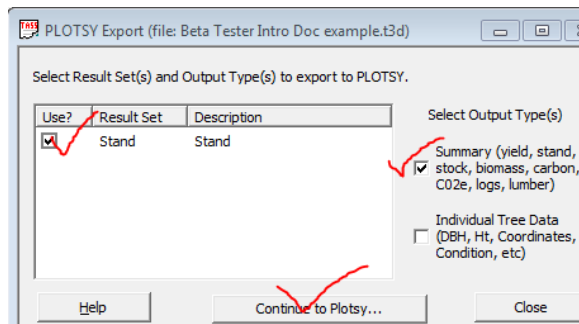 TASS PLOTSY Export (file: Beta Tester Intro Doc example.t3d)
Select Result Set(s) and Output Type(s) to export to PLOTSY.
Use? Result Set Description
Stand Stand
Select Output Type(s)
Summary (yield, stand,
stock, biomass, carbon,
C02e, logs, lumber)
Individual Tree Data
(DBH, Ht, Coordinates,
Condition, etc)
Help Continue to Plotsy... Close